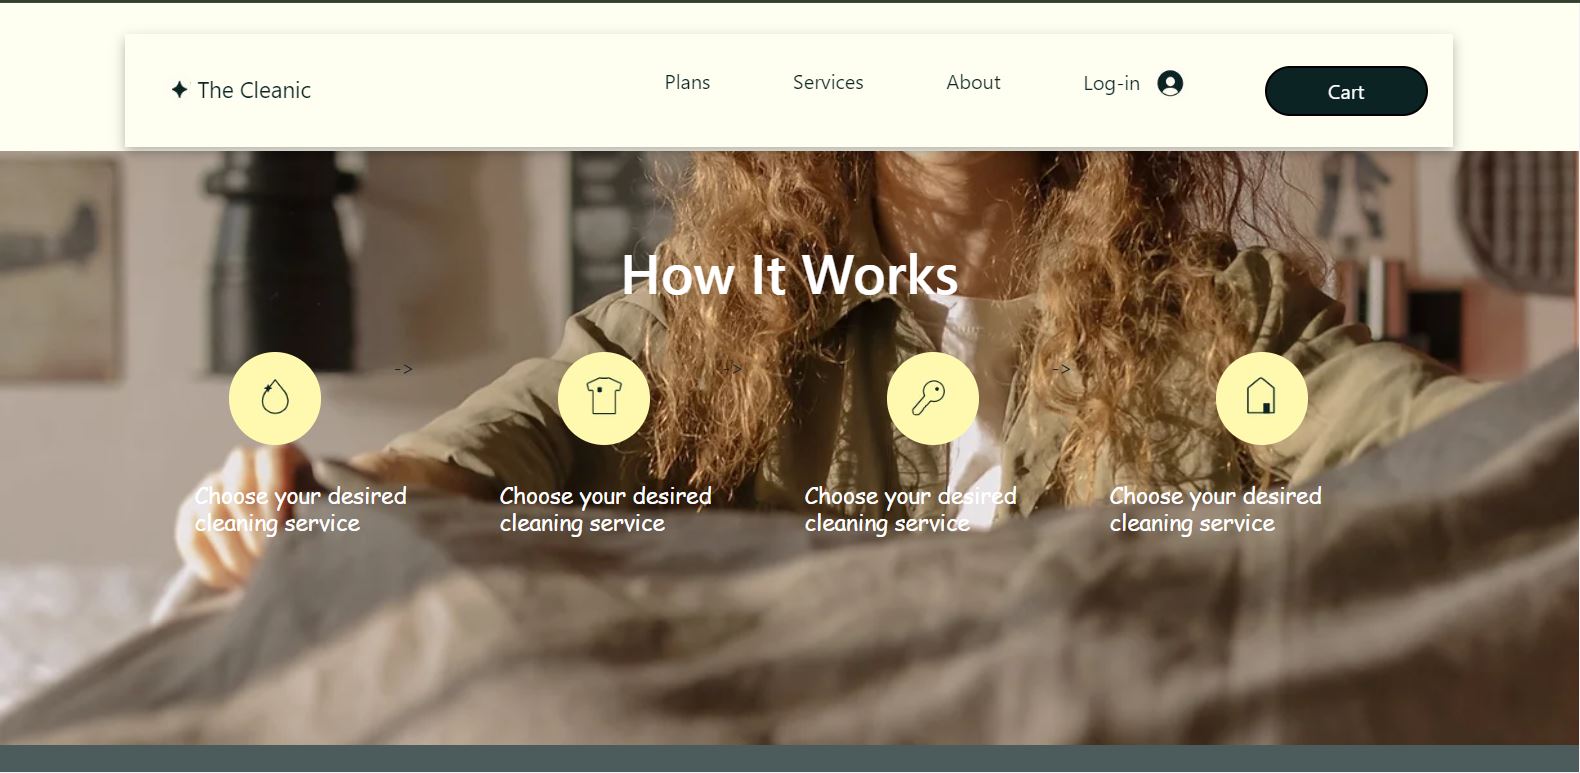 The Cleanic
Plans
Services
About
Log-in
Cart
How It Works
->
->
->
Choose your desired
cleaning service
Choose your desired
cleaning service
Choose your desired
cleaning service
Choose your desired
cleaning service